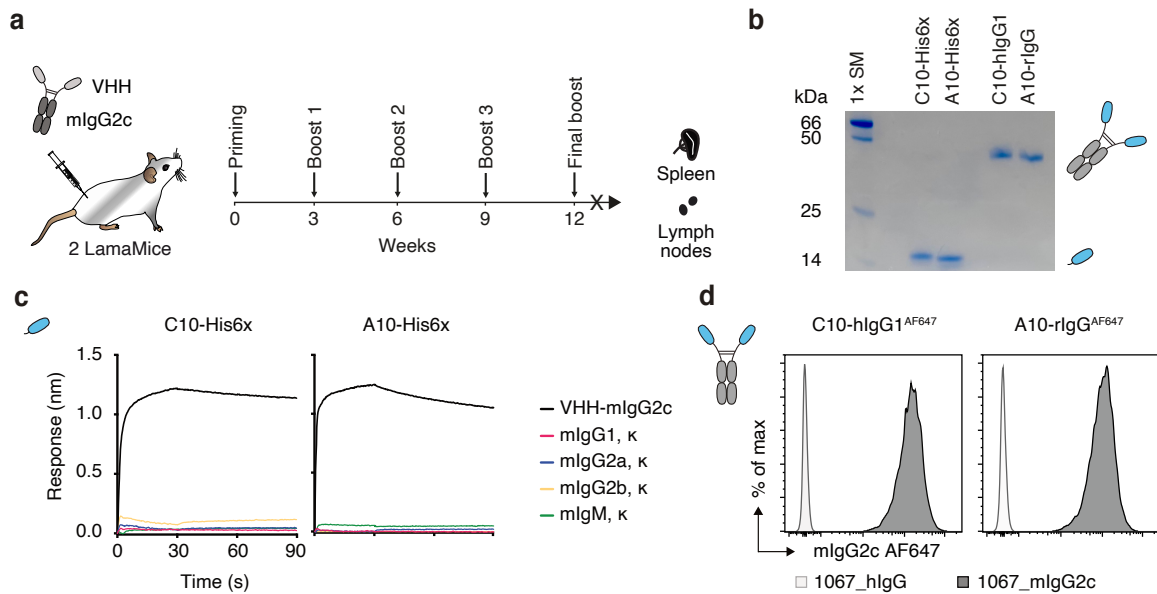 a
VHH
mIgG2c
2 LamaMice
Priming
Boost 1
Boost 2
Boost 3
Final boost
0
3
6
9
12
X
Weeks
Spleen
Lymph
nodes
b
kDa
1x SM
C10-His6x
A10-His6x
C10-hIgG1
A10-rIgG
66
50
25
14
c
C10-His6x
A10-His6x
Response (nm)
1.5
1.0
0.5
0.0
0
30
60
90
Time (s)
VHH-mIgG2c
mIgG1, κ
mIgG2a, κ
mIgG2b, κ
mIgM, κ
d
C10-hIgG1AF647
A10-rIgGAF647
% of max
mIgG2c AF647
1067_hIgG
1067_mIgG2c